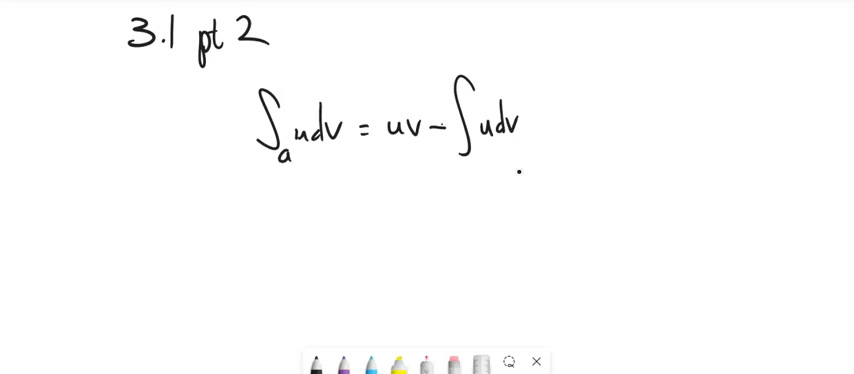 3.1 pt 2
∫ₐ udv = uv - ∫ udv